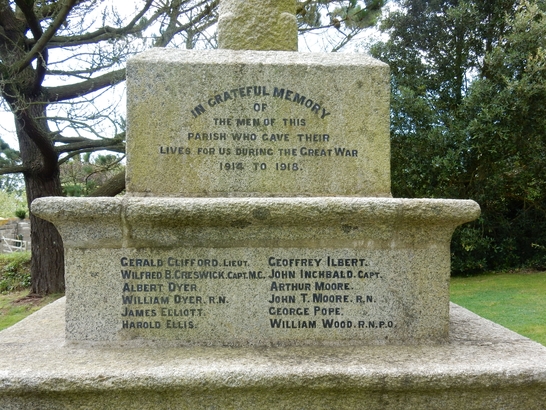 IN GRATEFUL MEMORY
OF
THE MEN OF THIS
PARISH WHO GAVE THEIR
LIVES FOR US DURING THE GREAT WAR
1914 TO 1918.
GERALD CLIFFORD. LIEUT.
WILFRED B. CRESWICK. CAPT. M.C.
ALBERT DYER
WILLIAM DYER. R.N.
JAMES ELLIOTT.
HAROLD ELLIS.
GEOFFREY ILBERT.
JOHN INCHBALD. CAPT.
ARTHUR MOORE.
JOHN T. MOORE. R.N.
GEORGE POPE.
WILLIAM WOOD. R.N.P.O.